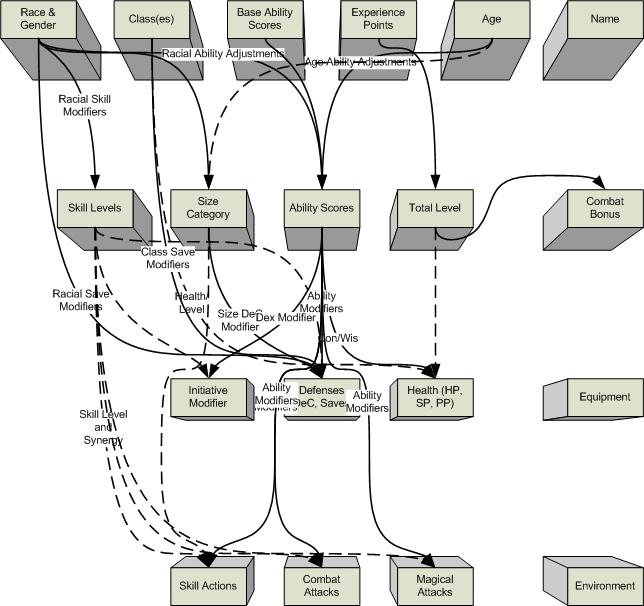 Race &
Gender
Class(es)
Base Ability
Scores
Experience
Points
Age
Name
Racial Ability Adjustments
Age Ability Adjustments
Racial Skill
Modifiers
Skill Levels
Size
Category
Ability Scores
Total Level
Combat
Bonus
Class Save
Modifiers
Racial Save
Modifiers
Health/
Level
Ability
Modifiers
Size DeC
Modifier
Dex Modifier
Con/Wis
Initiative
Modifier
Defenses
DeC, Save
Health (HP,
SP, PP)
Equipment
Ability
Modifiers
Ability
Modifiers
Skill Level
and
Synergy
Skill Actions
Combat
Attacks
Magical
Attacks
Environment